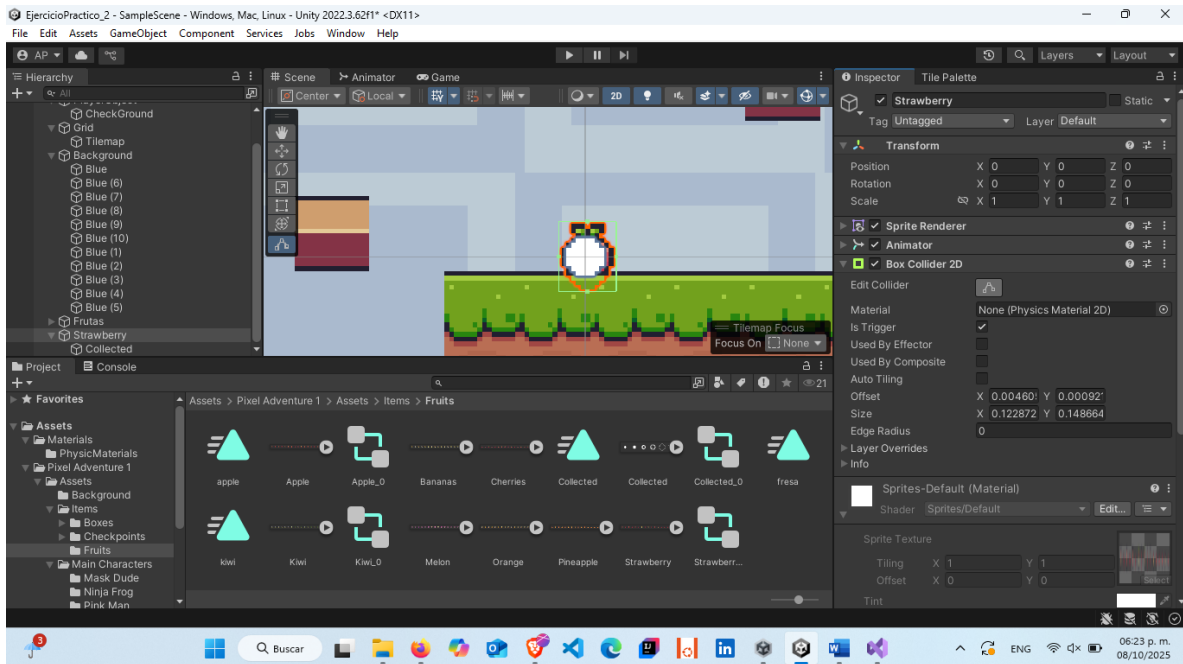 EjercicioPractico_2 - SampleScene - Windows, Mac, Linux - Unity 2022.3.62f1* <DX11>
File Edit Assets GameObject Component Services Jobs Window Help
AP Layers Layout
Hierarchy
All
CheckGround
Grid
Tilemap
Background
Blue
Blue (6)
Blue (7)
Blue (8)
Blue (9)
Blue (10)
Blue (1)
Blue (2)
Blue (3)
Blue (4)
Blue (5)
Frutas
Strawberry
Collected
Scene Animator Game
Center Local 2D
Tilemap Focus
Focus On None
Inspector Tile Palette
Strawberry Static
Tag Untagged Layer Default
Transform
Position X 0 Y 0 Z 0
Rotation X 0 Y 0 Z 0
Scale X 1 Y 1 Z 1
Sprite Renderer
Animator
Box Collider 2D
Edit Collider
Material None (Physics Material 2D)
Is Trigger
Used By Effector
Used By Composite
Auto Tiling
Offset X 0.00460 Y 0.00092
Size X 0.122872 Y 0.148664
Edge Radius 0
Layer Overrides
Info
Sprites-Default (Material)
Shader Sprites/Default Edit...
Sprite Texture
Tiling X 1 Y 1
Offset X 0 Y 0
Select
Tint
Project Console
21
Favorites
Assets
Materials
PhysicMaterials
Pixel Adventure 1
Assets
Background
Items
Boxes
Checkpoints
Fruits
Main Characters
Mask Dude
Ninja Frog
Pink Man
Assets > Pixel Adventure 1 > Assets > Items > Fruits
apple Apple Apple_0 Bananas Cherries Collected Collected Collected_0 fresa
kiwi Kiwi Kiwi_0 Melon Orange Pineapple Strawberry Strawberr...
3
Buscar
ENG
06:23 p. m.
08/10/2025